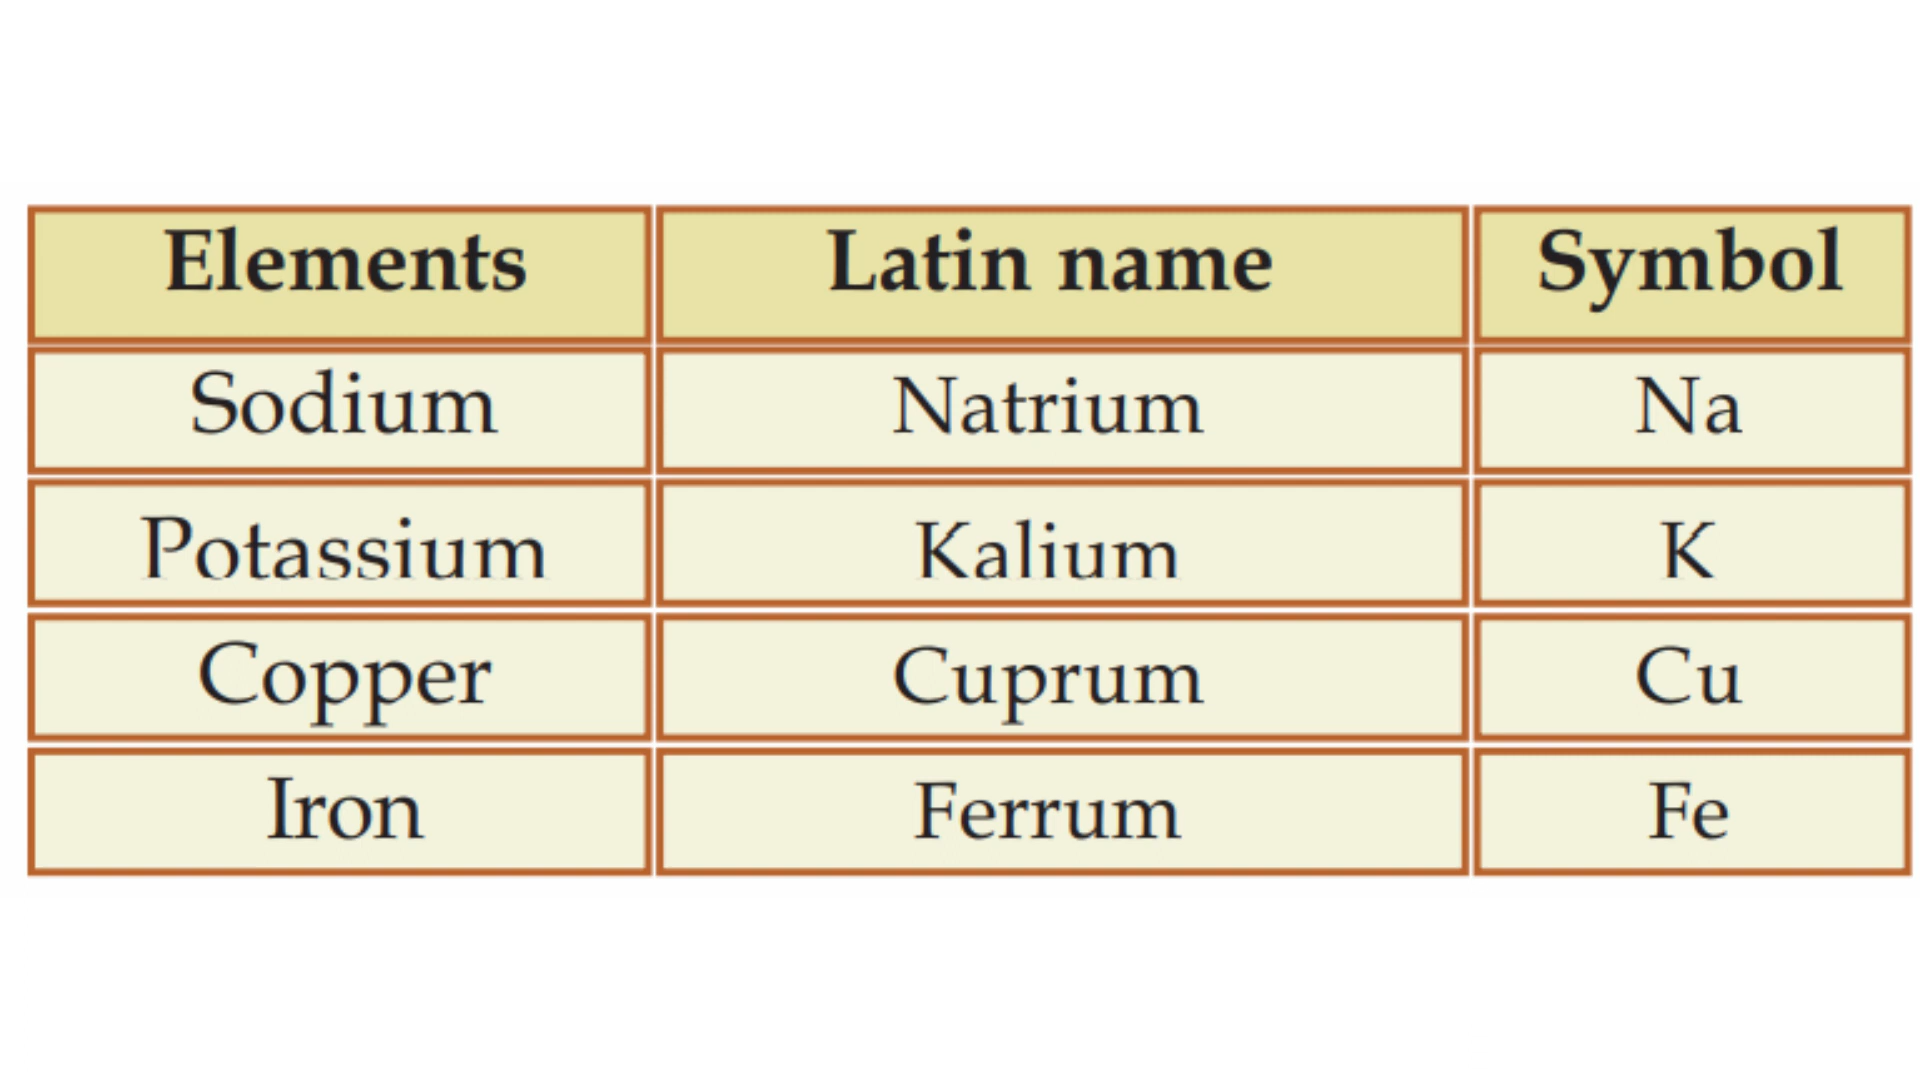 Elements Latin name Symbol
Sodium Natrium Na
Potassium Kalium K
Copper Cuprum Cu
Iron Ferrum Fe